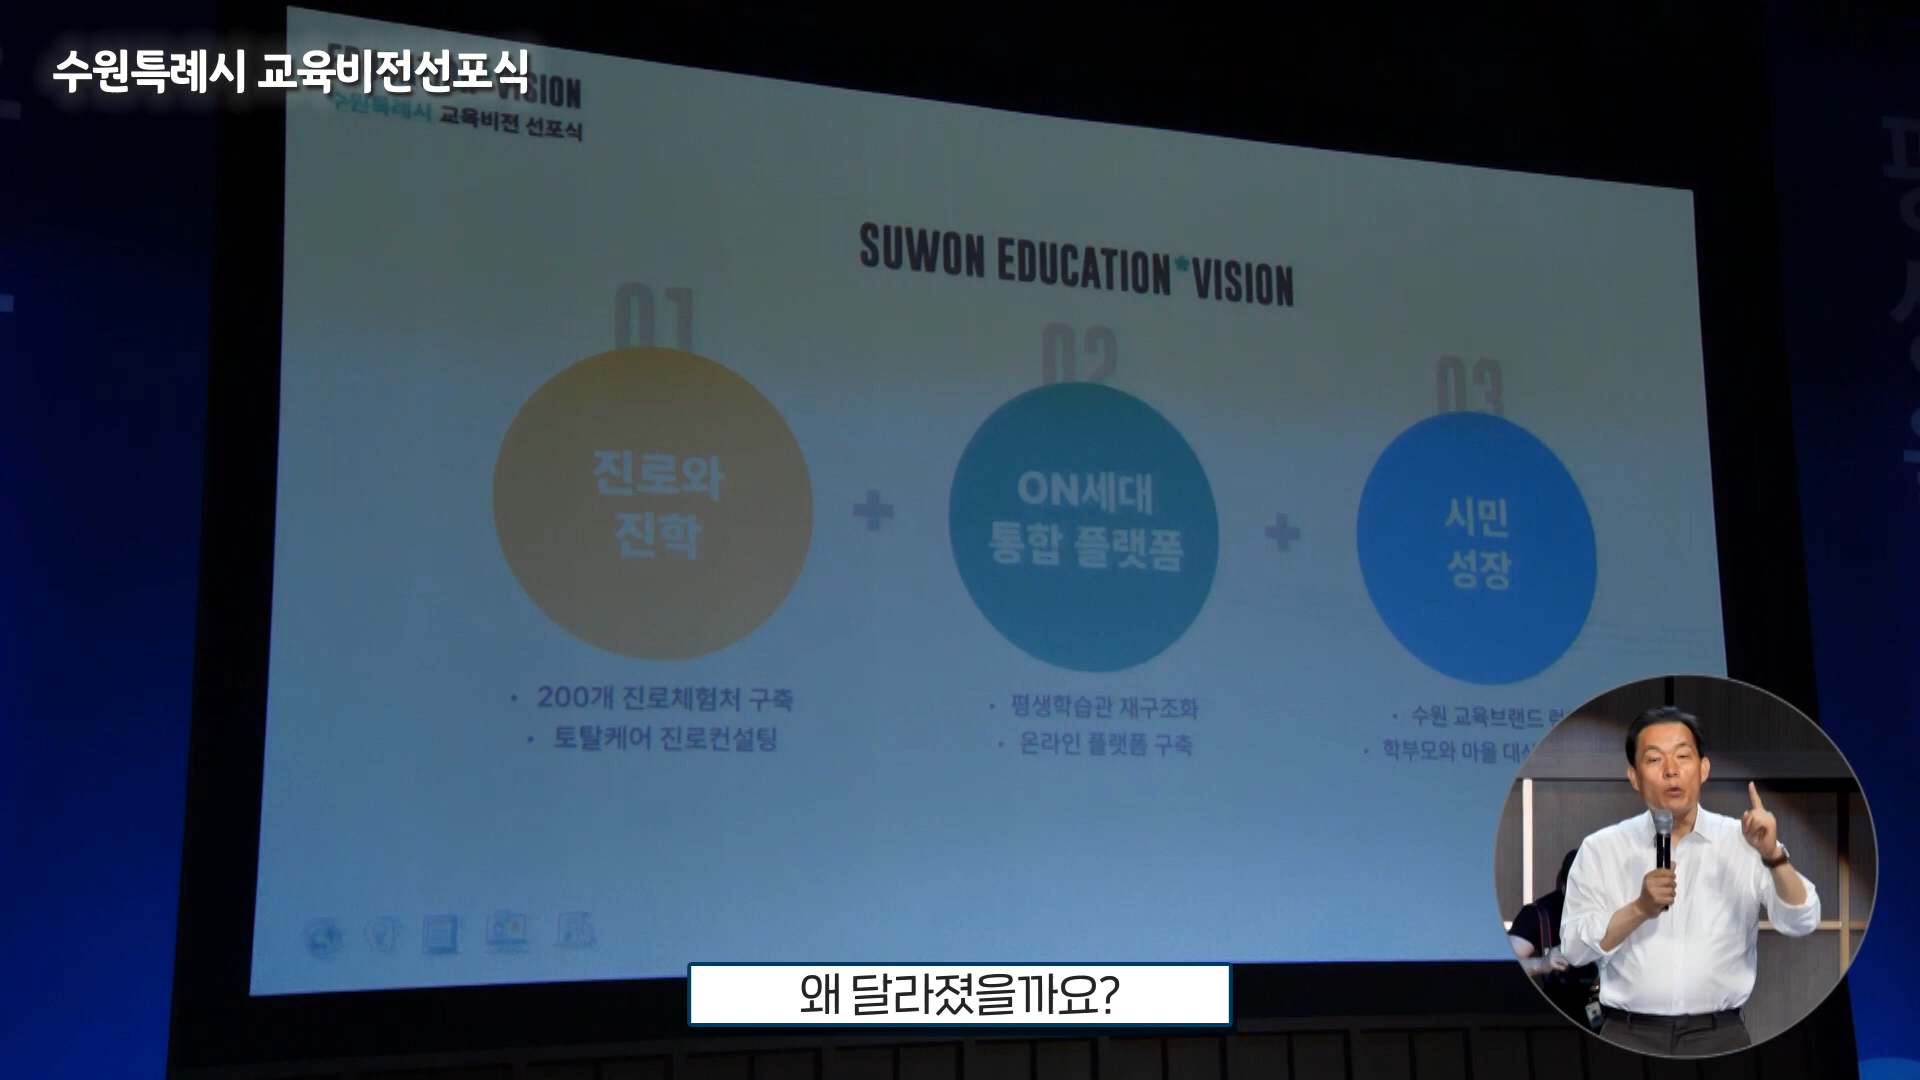 수원특례시 교육비전선포식
VISION
수원특례시 교육비전 선포식
SUWON EDUCATION VISION
01
02
03
진로와
진학
ON세대
통합 플랫폼
시민
성장
200개 진로체험처 구축
토탈케어 진로컨설팅
평생학습관 재구조화
온라인 플랫폼 구축
수원 교육브랜드
학부모와 마을
왜 달라졌을까요?